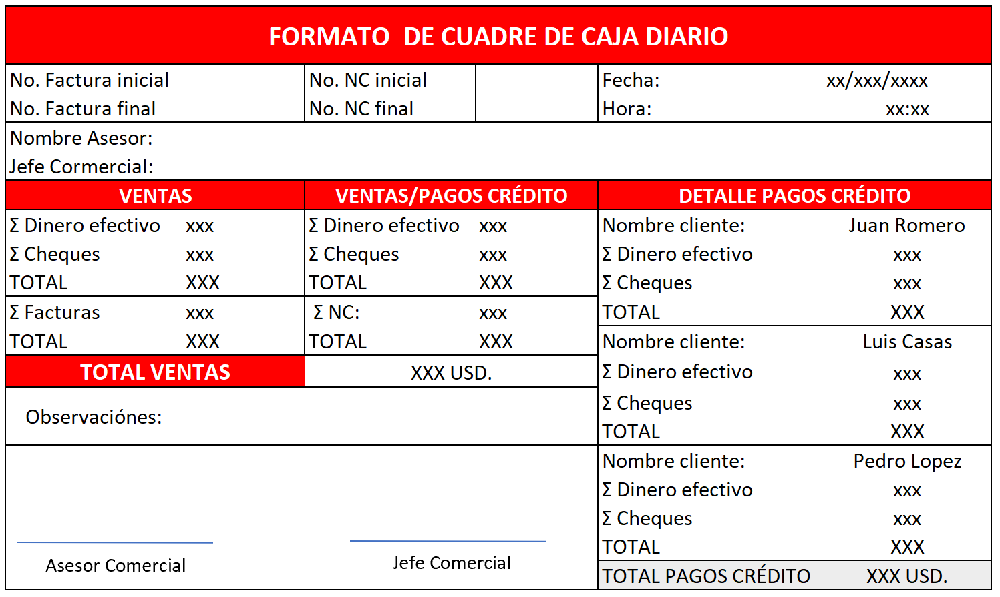 FORMATO  DE CUADRE DE CAJA DIARIO
No. Factura inicial No. NC inicial Fecha: xx/xxx/xxxx
No. Factura final No. NC final Hora: xx:xx
Nombre Asesor:
Jefe Cormercial:
VENTAS VENTAS/PAGOS CRÉDITO DETALLE PAGOS CRÉDITO
Σ Dinero efectivo xxx Σ Dinero efectivo xxx Nombre cliente: Juan Romero
Σ Cheques xxx Σ Cheques xxx Σ Dinero efectivo xxx
TOTAL XXX TOTAL XXX Σ Cheques xxx
Σ Facturas xxx Σ NC: xxx TOTAL XXX
TOTAL XXX TOTAL XXX Nombre cliente: Luis Casas
TOTAL VENTAS XXX USD. Σ Dinero efectivo xxx
Observaciónes: Σ Cheques xxx
TOTAL XXX
Nombre cliente: Pedro Lopez
Σ Dinero efectivo xxx
Σ Cheques xxx
TOTAL XXX
Asesor Comercial Jefe Comercial
TOTAL PAGOS CRÉDITO XXX USD.